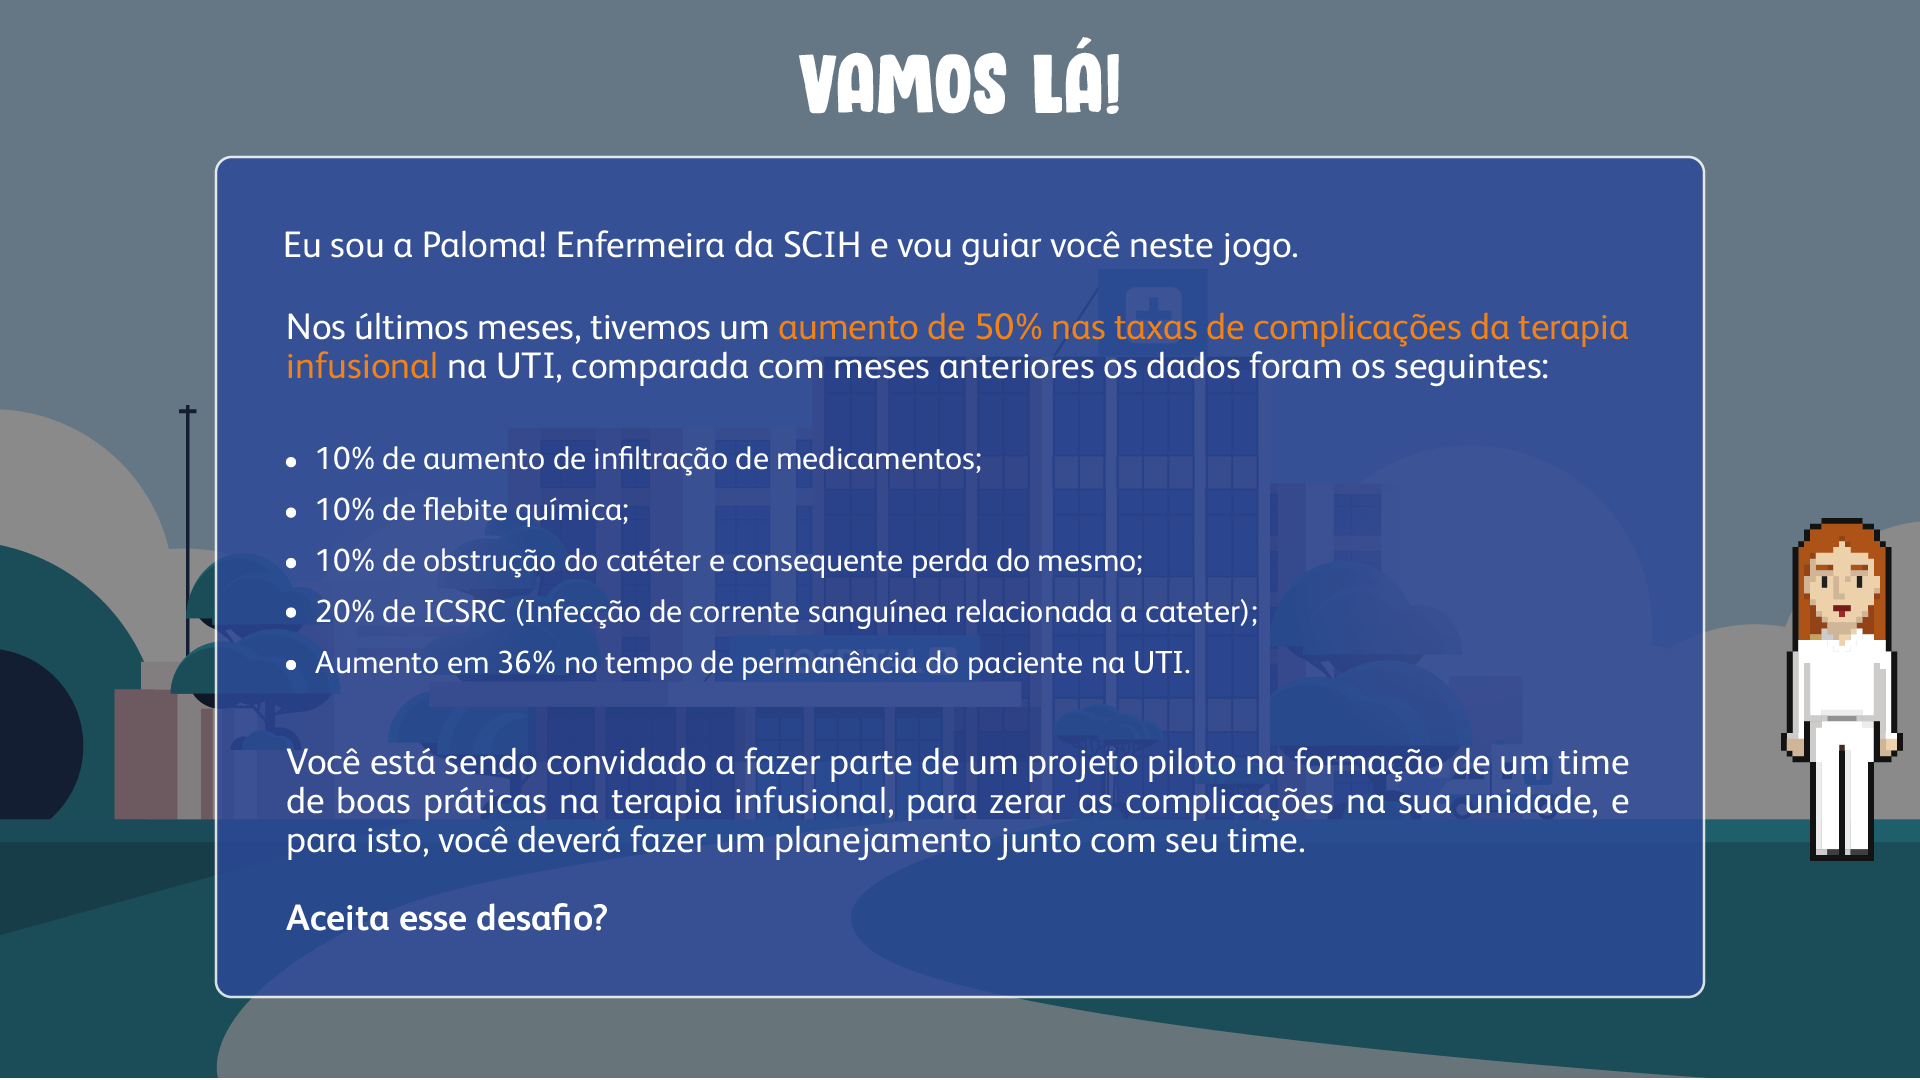 VAMOS LÁ!
Eu sou a Paloma! Enfermeira da SCIH e vou guiar você neste jogo.
Nos últimos meses, tivemos um aumento de 50% nas taxas de complicações da terapia
infusional na UTI, comparada com meses anteriores os dados foram os seguintes:
• 10% de aumento de infiltração de medicamentos;
• 10% de flebite química;
• 10% de obstrução do catéter e consequente perda do mesmo;
• 20% de ICSRC (Infecção de corrente sanguínea relacionada a cateter);
• Aumento em 36% no tempo de permanência do paciente na UTI.
Você está sendo convidado a fazer parte de um projeto piloto na formação de um time
de boas práticas na terapia infusional, para zerar as complicações na sua unidade, e
para isto, você deverá fazer um planejamento junto com seu time.
Aceita esse desafio?